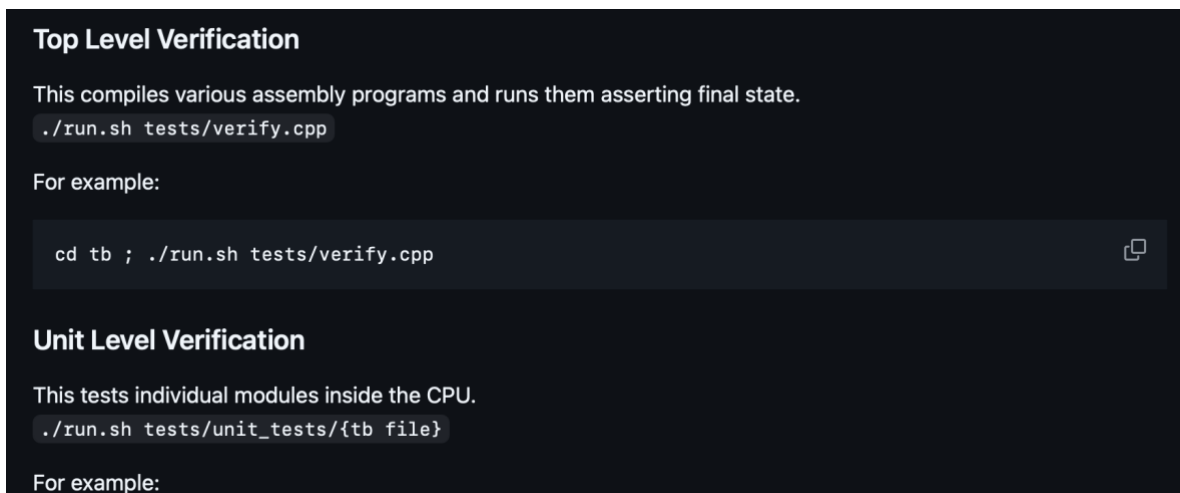 Top Level Verification
This compiles various assembly programs and runs them asserting final state.
./run.sh tests/verify.cpp
For example:
cd tb ; ./run.sh tests/verify.cpp
Unit Level Verification
This tests individual modules inside the CPU.
./run.sh tests/unit_tests/{tb file}
For example: